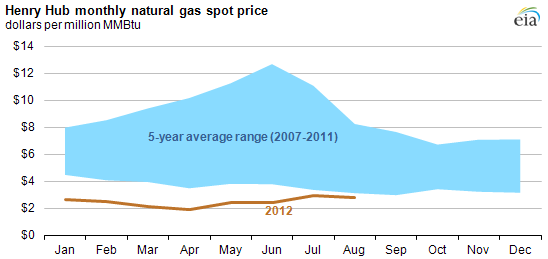 Henry Hub monthly natural gas spot price
dollars per million MMBtu
eia
$14
$12
$10
$8
$6
$4
$2
$0
5-year average range (2007-2011)
2012
Jan Feb Mar Apr May Jun Jul Aug Sep Oct Nov Dec